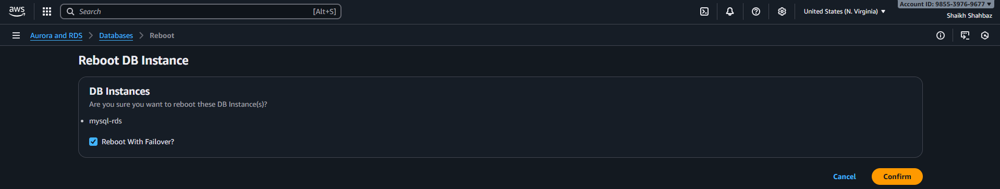 aws
Search [Alt+S]
United States (N. Virginia)
Account ID: 9855-3976-9677
Shaikh Shahbaz
Aurora and RDS > Databases > Reboot
Reboot DB Instance
DB Instances
Are you sure you want to reboot these DB Instance(s)?
• mysql-rds
Reboot With Failover?
Cancel Confirm